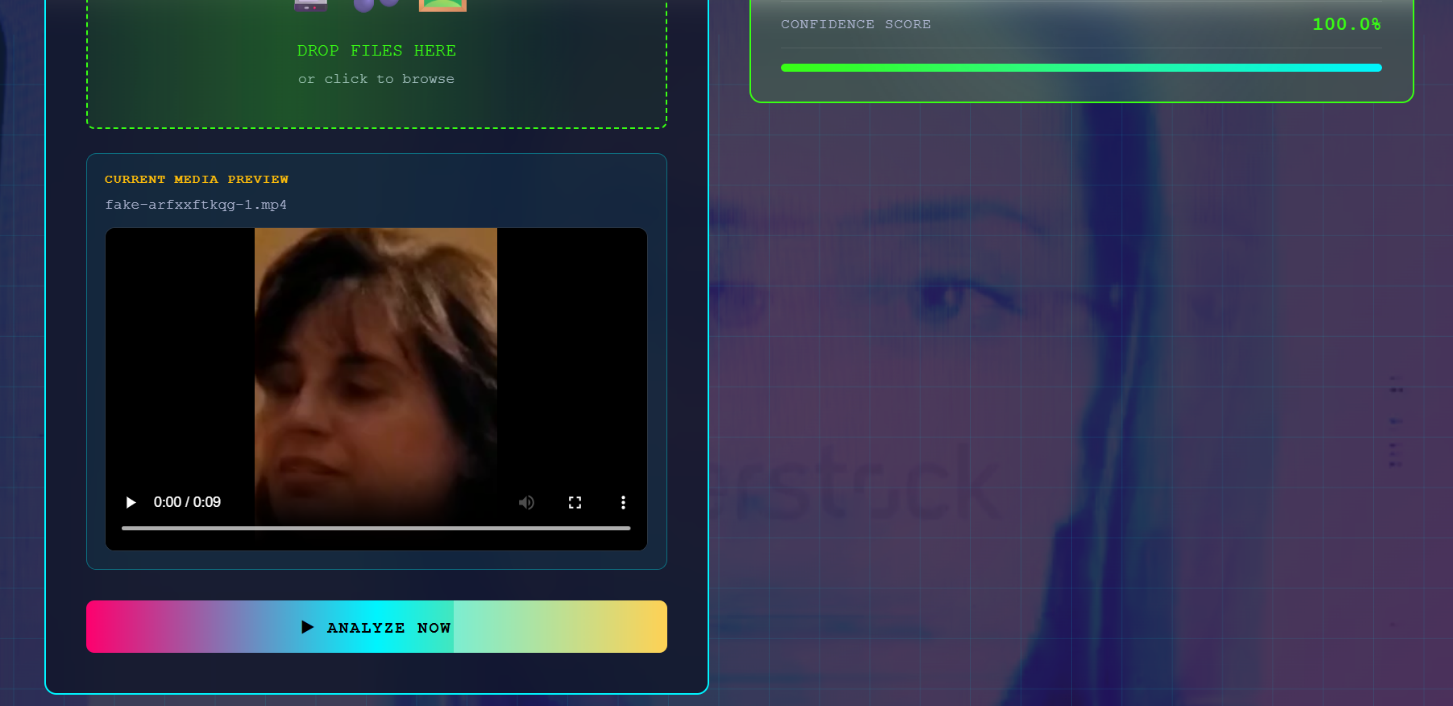 DROP FILES HERE
or click to browse
CURRENT MEDIA PREVIEW
fake-arfxxftkqg-1.mp4
0:00 / 0:09
▶ ANALYZE NOW
CONFIDENCE SCORE
100.0%
erstock